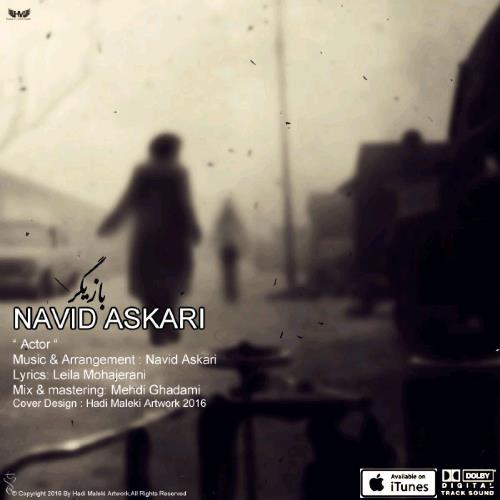 HM
بازیگر
NAVID ASKARI
“ Actor “
Music & Arrangement : Navid Askari
Lyrics: Leila Mohajerani
Mix & mastering: Mehdi Ghadami
Cover Design : Hadi Maleki Artwork 2016
© Copyright 2016 By Hadi Maleki Artwork.All Rights Reserved
Available on
iTunes
DOLBY
DIGITAL
TRACK SOUND